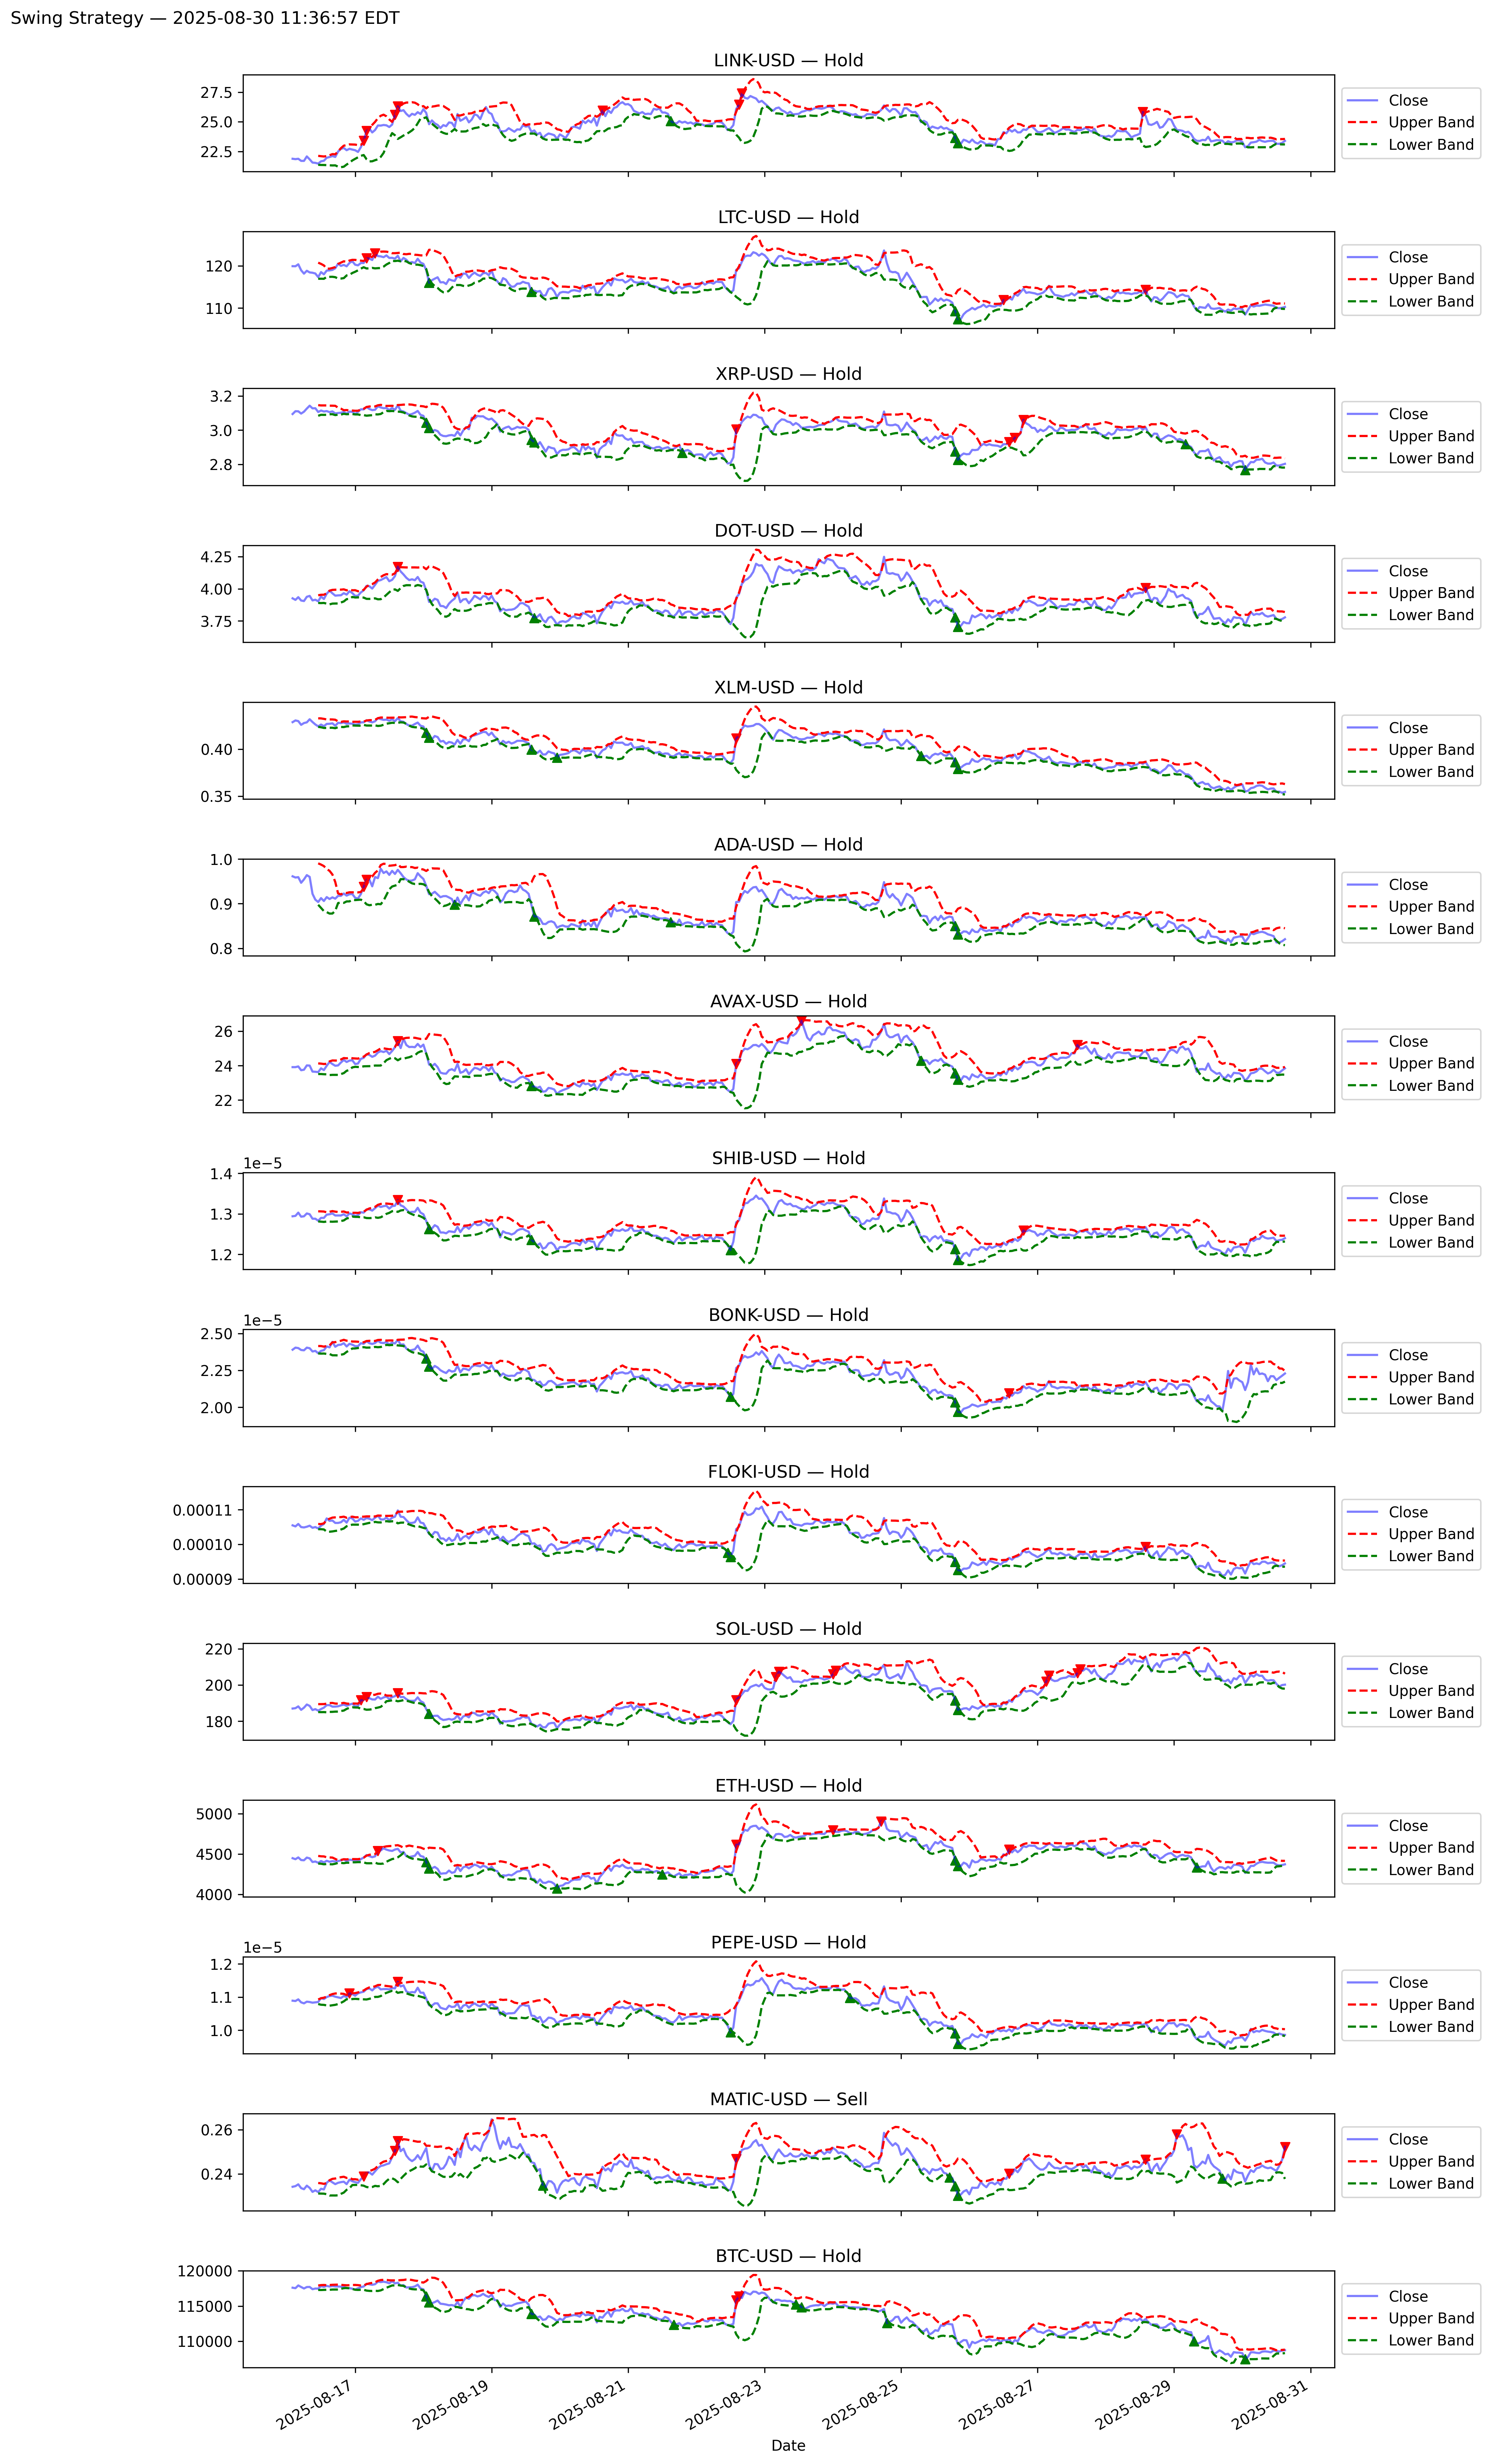 Swing Strategy — 2025-08-30 11:36:57 EDT
LINK-USD — Hold
27.5
25.0
22.5
Close
Upper Band
Lower Band
LTC-USD — Hold
120
110
Close
Upper Band
Lower Band
XRP-USD — Hold
3.2
3.0
2.8
Close
Upper Band
Lower Band
DOT-USD — Hold
4.25
4.00
3.75
Close
Upper Band
Lower Band
XLM-USD — Hold
0.40
0.35
Close
Upper Band
Lower Band
ADA-USD — Hold
1.0
0.9
0.8
Close
Upper Band
Lower Band
AVAX-USD — Hold
26
24
22
Close
Upper Band
Lower Band
SHIB-USD — Hold
1e−5
1.4
1.3
1.2
Close
Upper Band
Lower Band
BONK-USD — Hold
1e−5
2.50
2.25
2.00
Close
Upper Band
Lower Band
FLOKI-USD — Hold
0.00011
0.00010
0.00009
Close
Upper Band
Lower Band
SOL-USD — Hold
220
200
180
Close
Upper Band
Lower Band
ETH-USD — Hold
5000
4500
4000
Close
Upper Band
Lower Band
PEPE-USD — Hold
1e−5
1.2
1.1
1.0
Close
Upper Band
Lower Band
MATIC-USD — Sell
0.26
0.24
Close
Upper Band
Lower Band
BTC-USD — Hold
120000
115000
110000
Close
Upper Band
Lower Band
2025-08-17
2025-08-19
2025-08-21
2025-08-23
2025-08-25
2025-08-27
2025-08-29
2025-08-31
Date